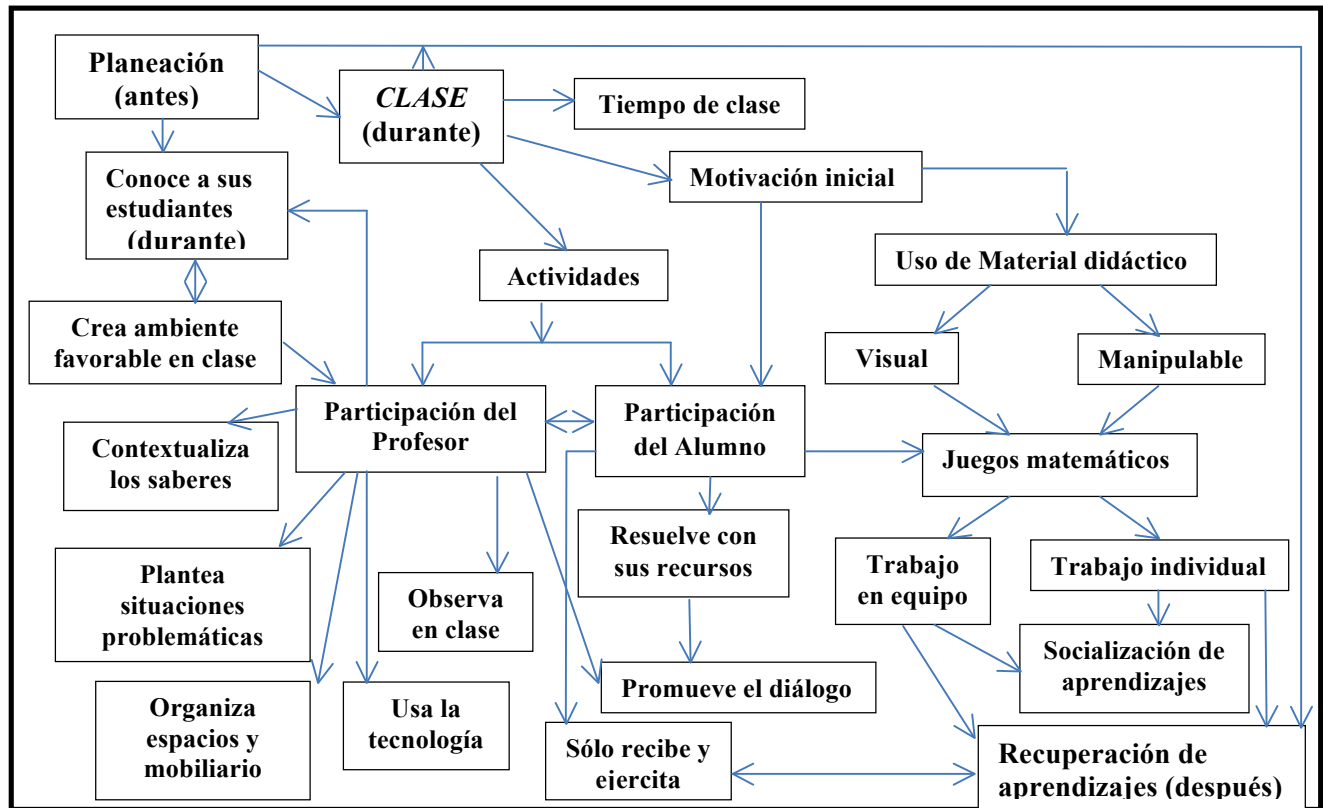 Planeación
(antes)
CLASE
(durante)
Tiempo de clase
Conoce a sus
estudiantes
(durante)
Motivación inicial
Actividades
Uso de Material didáctico
Crea ambiente
favorable en clase
Visual
Manipulable
Participación del
Profesor
Participación
del Alumno
Contextualiza
los saberes
Juegos matemáticos
Resuelve con
sus recursos
Trabajo
en equipo
Trabajo individual
Plantea
situaciones
problemáticas
Observa
en clase
Socialización de
aprendizajes
Promueve el diálogo
Organiza
espacios y
mobiliario
Usa la
tecnología
Sólo recibe y
ejercita
Recuperación de
aprendizajes (después)